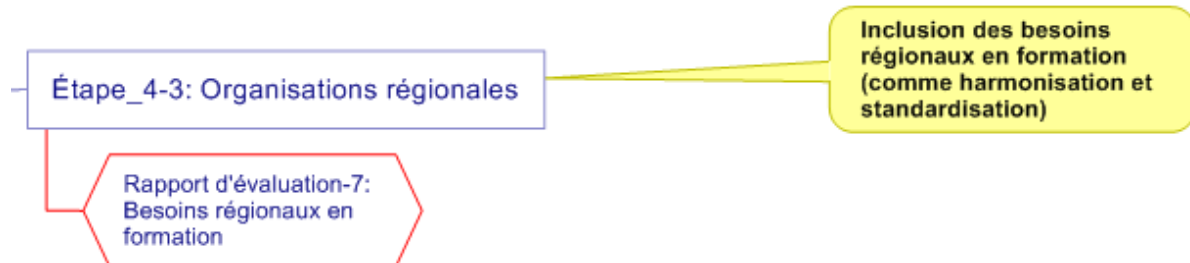 Inclusion des besoins
régionaux en formation
(comme harmonisation et
standardisation)
Étape_4-3: Organisations régionales
Rapport d'évaluation-7:
Besoins régionaux en
formation